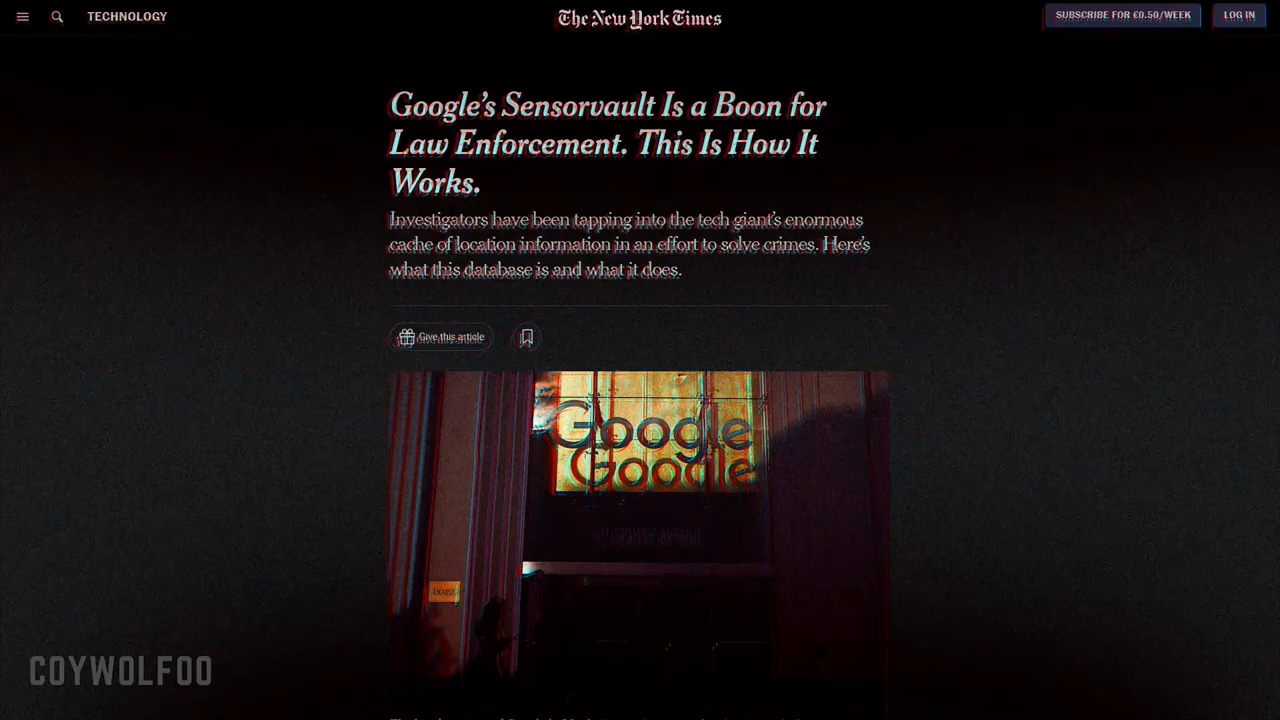 TECHNOLOGY
The New York Times
SUBSCRIBE FOR €0.50/WEEK
LOG IN
Google's Sensorvault Is a Boon for
Law Enforcement. This Is How It
Works.
Investigators have been tapping into the tech giant's enormous
cache of location information in an effort to solve crimes. Here's
what this database is and what it does.
Give this article
Google
Google
COYWOLFOO